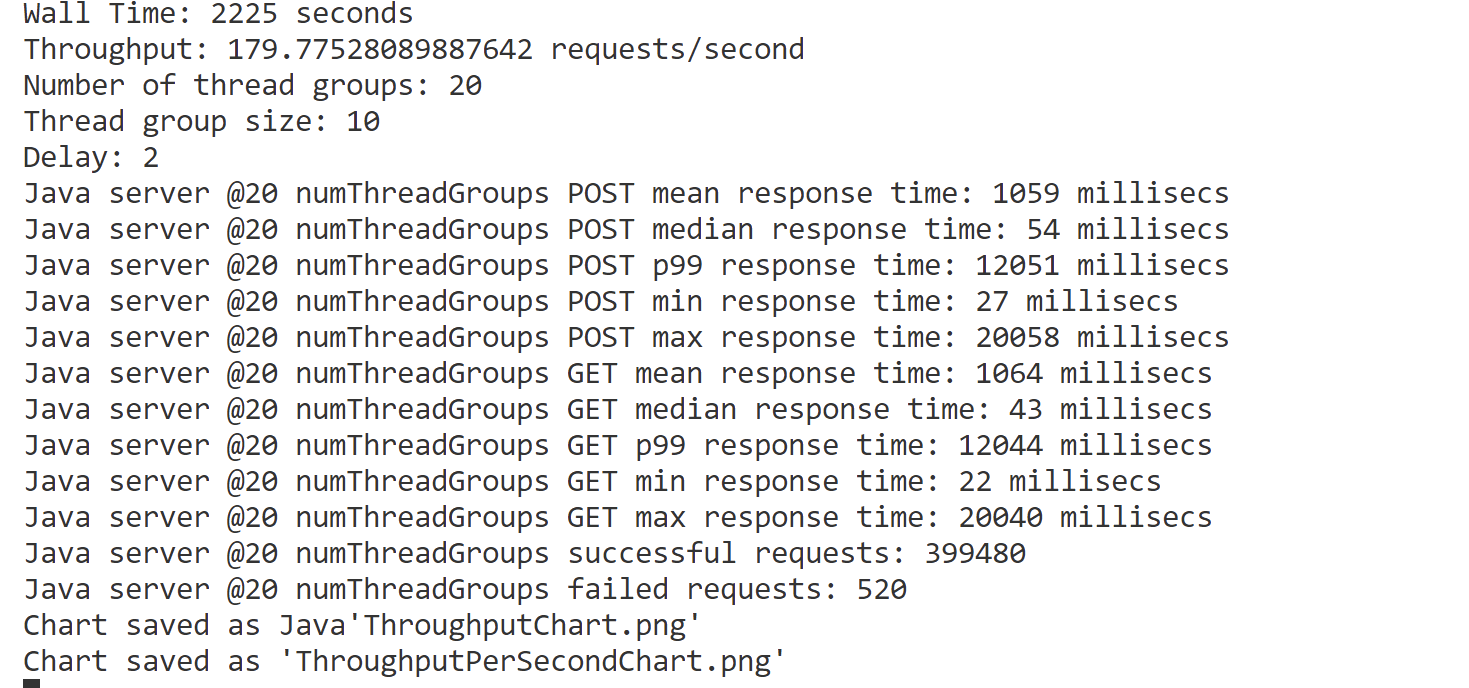 Wall Time: 2225 seconds
Throughput: 179.77528089887642 requests/second
Number of thread groups: 20
Thread group size: 10
Delay: 2
Java server @20 numThreadGroups POST mean response time: 1059 millisecs
Java server @20 numThreadGroups POST median response time: 54 millisecs
Java server @20 numThreadGroups POST p99 response time: 12051 millisecs
Java server @20 numThreadGroups POST min response time: 27 millisecs
Java server @20 numThreadGroups POST max response time: 20058 millisecs
Java server @20 numThreadGroups GET mean response time: 1064 millisecs
Java server @20 numThreadGroups GET median response time: 43 millisecs
Java server @20 numThreadGroups GET p99 response time: 12044 millisecs
Java server @20 numThreadGroups GET min response time: 22 millisecs
Java server @20 numThreadGroups GET max response time: 20040 millisecs
Java server @20 numThreadGroups successful requests: 399480
Java server @20 numThreadGroups failed requests: 520
Chart saved as Java'ThroughputChart.png'
Chart saved as 'ThroughputPerSecondChart.png'